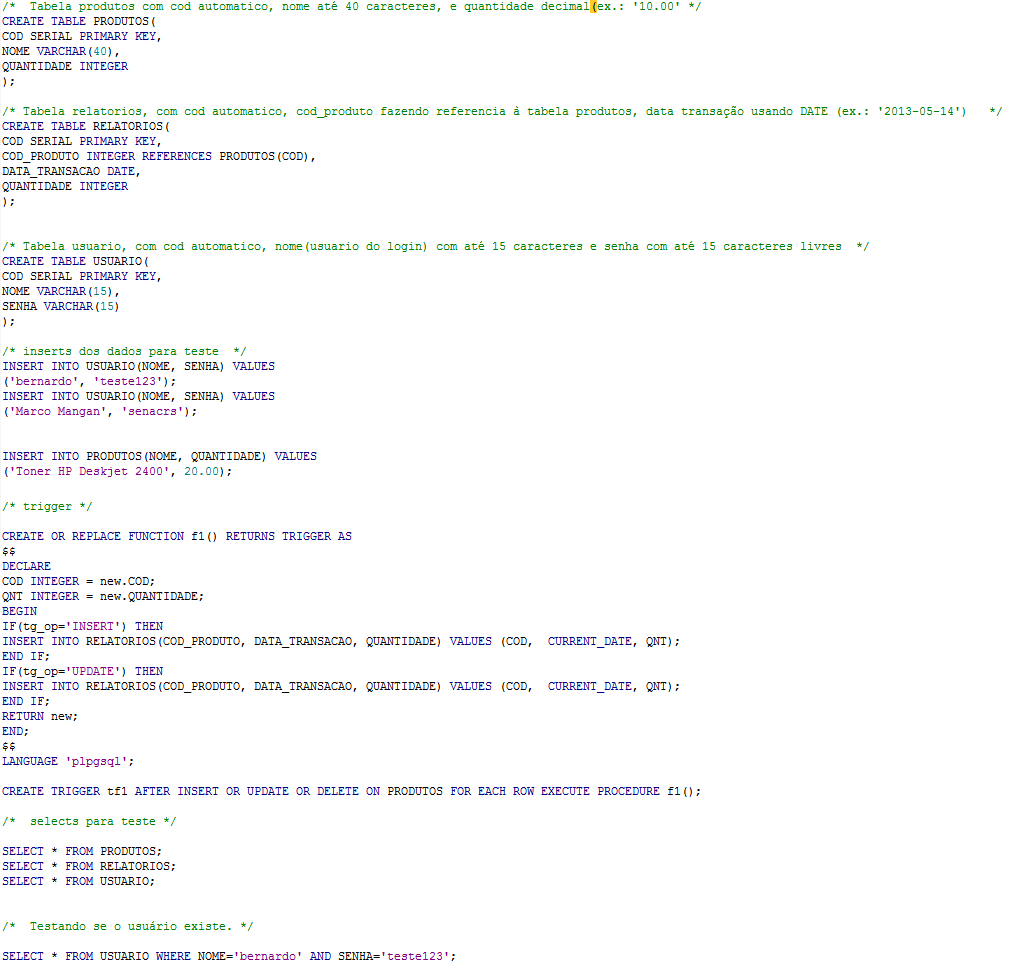 /*  Tabela produtos com cod automatico, nome até 40 caracteres, e quantidade decimal(ex.: '10.00' */
CREATE TABLE PRODUTOS(
COD SERIAL PRIMARY KEY,
NOME VARCHAR(40),
QUANTIDADE INTEGER
);
/* Tabela relatorios, com cod automatico, cod_produto fazendo referencia à tabela produtos, data transação usando DATE (ex.: '2013-05-14')   */
CREATE TABLE RELATORIOS(
COD SERIAL PRIMARY KEY,
COD_PRODUTO INTEGER REFERENCES PRODUTOS(COD),
DATA_TRANSACAO DATE,
QUANTIDADE INTEGER
);
/* Tabela usuario, com cod automatico, nome(usuario do login) com até 15 caracteres e senha com até 15 caracteres livres  */
CREATE TABLE USUARIO(
COD SERIAL PRIMARY KEY,
NOME VARCHAR(15),
SENHA VARCHAR(15)
);
/* inserts dos dados para teste  */
INSERT INTO USUARIO(NOME, SENHA) VALUES
('bernardo', 'teste123');
INSERT INTO USUARIO(NOME, SENHA) VALUES
('Marco Mangan', 'senacrs');
INSERT INTO PRODUTOS(NOME, QUANTIDADE) VALUES
('Toner HP Deskjet 2400', 20.00);
/* trigger */
CREATE OR REPLACE FUNCTION f1() RETURNS TRIGGER AS
$$
DECLARE
COD INTEGER = new.COD;
QNT INTEGER = new.QUANTIDADE;
BEGIN
IF(tg_op='INSERT') THEN
INSERT INTO RELATORIOS(COD_PRODUTO, DATA_TRANSACAO, QUANTIDADE) VALUES (COD,  CURRENT_DATE, QNT);
END IF;
IF(tg_op='UPDATE') THEN
INSERT INTO RELATORIOS(COD_PRODUTO, DATA_TRANSACAO, QUANTIDADE) VALUES (COD,  CURRENT_DATE, QNT);
END IF;
RETURN new;
END;
$$
LANGUAGE 'plpgsql';
CREATE TRIGGER tf1 AFTER INSERT OR UPDATE OR DELETE ON PRODUTOS FOR EACH ROW EXECUTE PROCEDURE f1();
/*  selects para teste */
SELECT * FROM PRODUTOS;
SELECT * FROM RELATORIOS;
SELECT * FROM USUARIO;
/*  Testando se o usuário existe. */
SELECT * FROM USUARIO WHERE NOME='bernardo' AND SENHA='teste123';